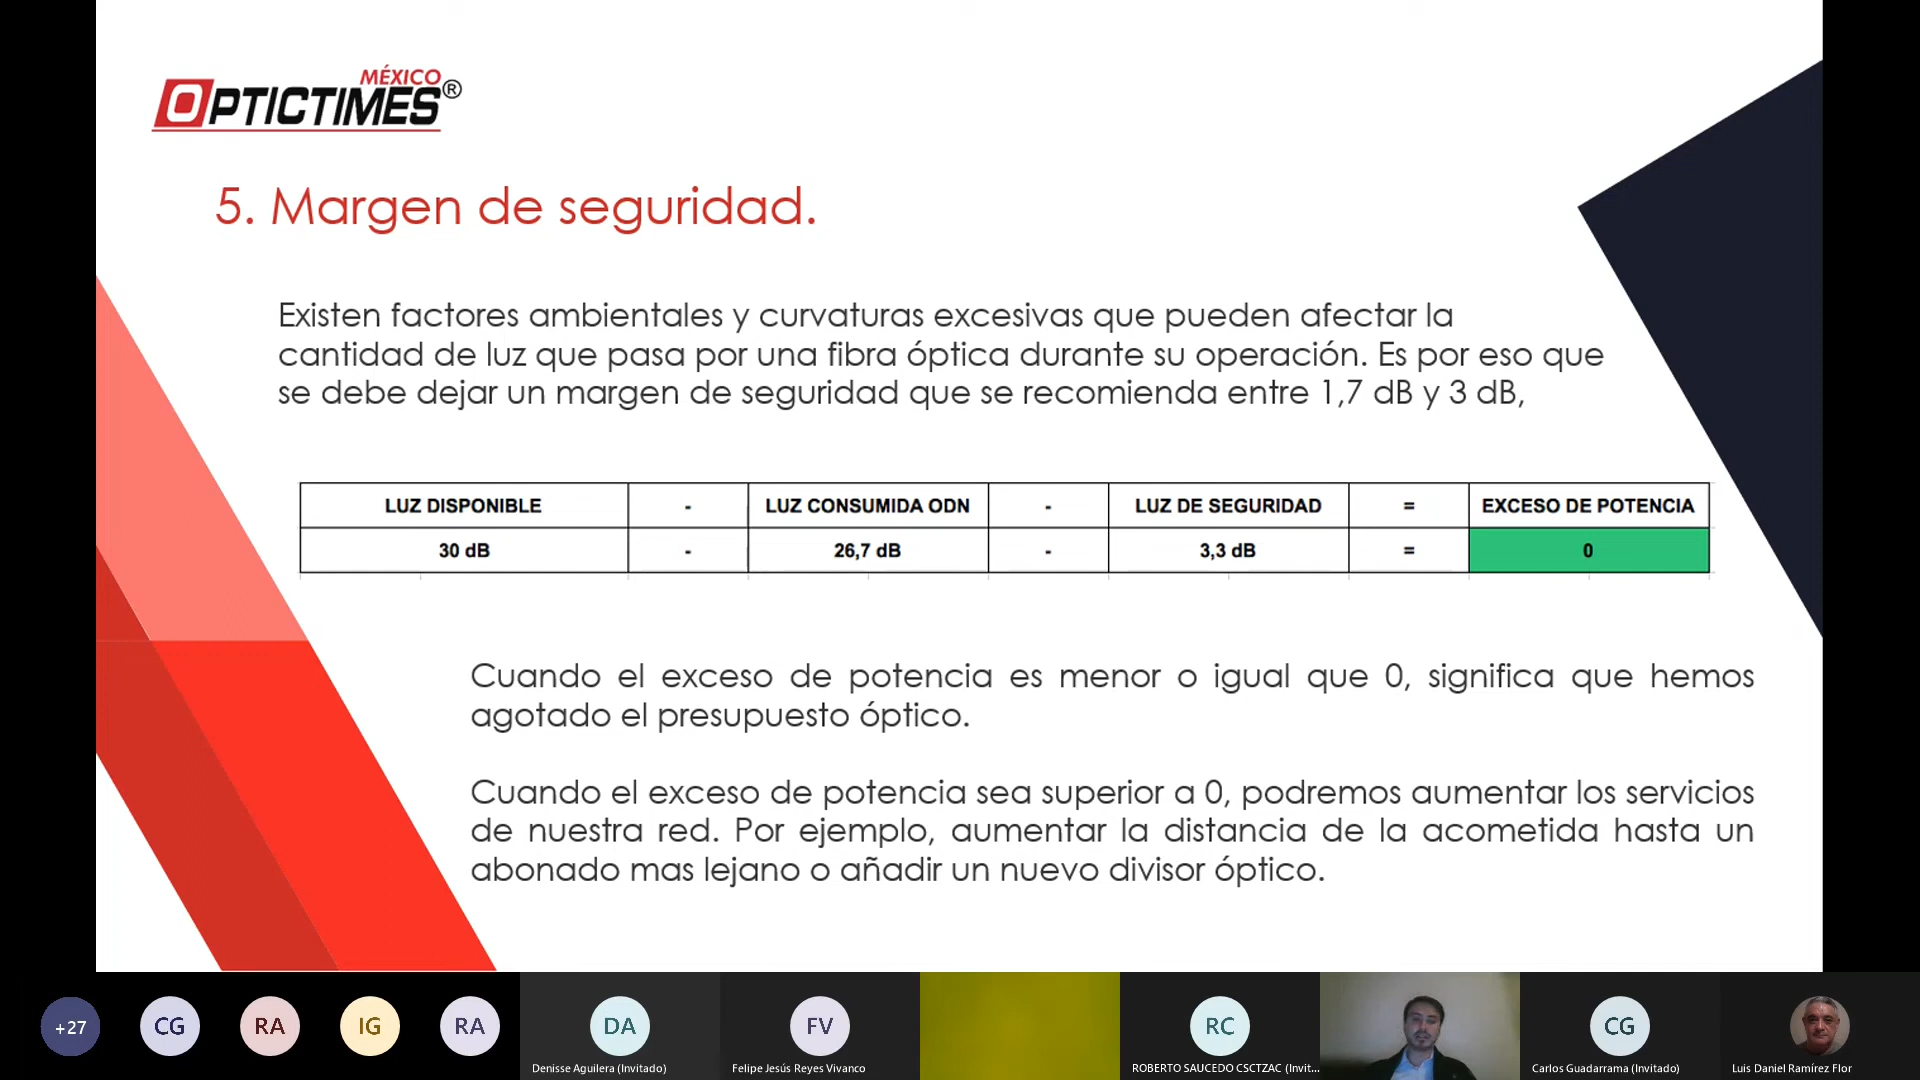 MÉXICO
OPTICTIMES®
5. Margen de seguridad.
Existen factores ambientales y curvaturas excesivas que pueden afectar la
cantidad de luz que pasa por una fibra óptica durante su operación. Es por eso que
se debe dejar un margen de seguridad que se recomienda entre 1,7 dB y 3 dB,
LUZ DISPONIBLE - LUZ CONSUMIDA ODN - LUZ DE SEGURIDAD = EXCESO DE POTENCIA
30 dB - 26,7 dB - 3,3 dB = 0
Cuando el exceso de potencia es menor o igual que 0, significa que hemos
agotado el presupuesto óptico.
Cuando el exceso de potencia sea superior a 0, podremos aumentar los servicios
de nuestra red. Por ejemplo, aumentar la distancia de la acometida hasta un
abonado mas lejano o añadir un nuevo divisor óptico.
+27 CG RA IG RA DA FV RC CG
Denisse Aguilera (Invitado) Felipe Jesús Reyes Vivanco ROBERTO SAUCEDO CSCTZAC (Invit... Carlos Guadarrama (Invitado) Luis Daniel Ramírez Flor